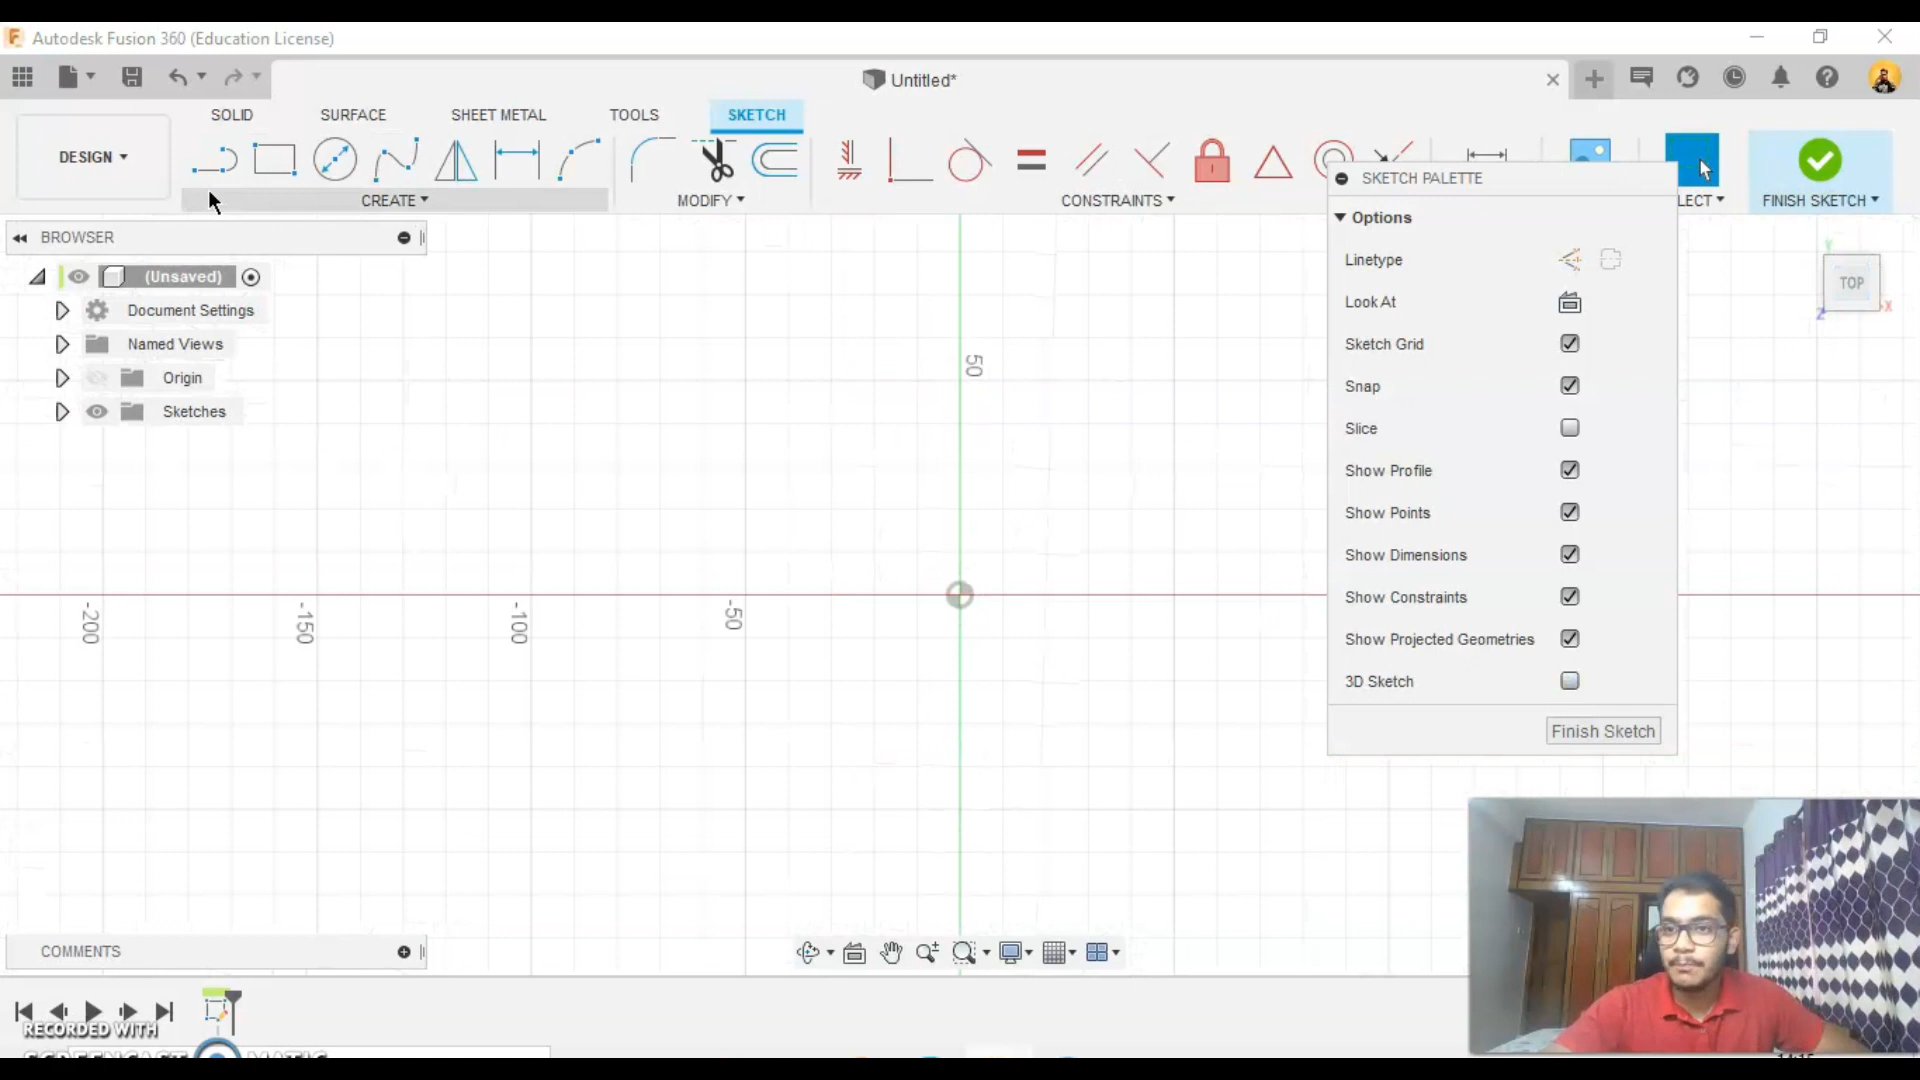 Autodesk Fusion 360 (Education License)
Untitled*
SOLID
SURFACE
SHEET METAL
TOOLS
SKETCH
DESIGN
CREATE
MODIFY
CONSTRAINTS
LECT
FINISH SKETCH
BROWSER
(Unsaved)
Document Settings
Named Views
Origin
Sketches
SKETCH PALETTE
Options
Linetype
Look At
Sketch Grid
Snap
Slice
Show Profile
Show Points
Show Dimensions
Show Constraints
Show Projected Geometries
3D Sketch
Finish Sketch
TOP
Y
X
Z
50
-200
-150
-100
-50
COMMENTS
RECORDED WITH